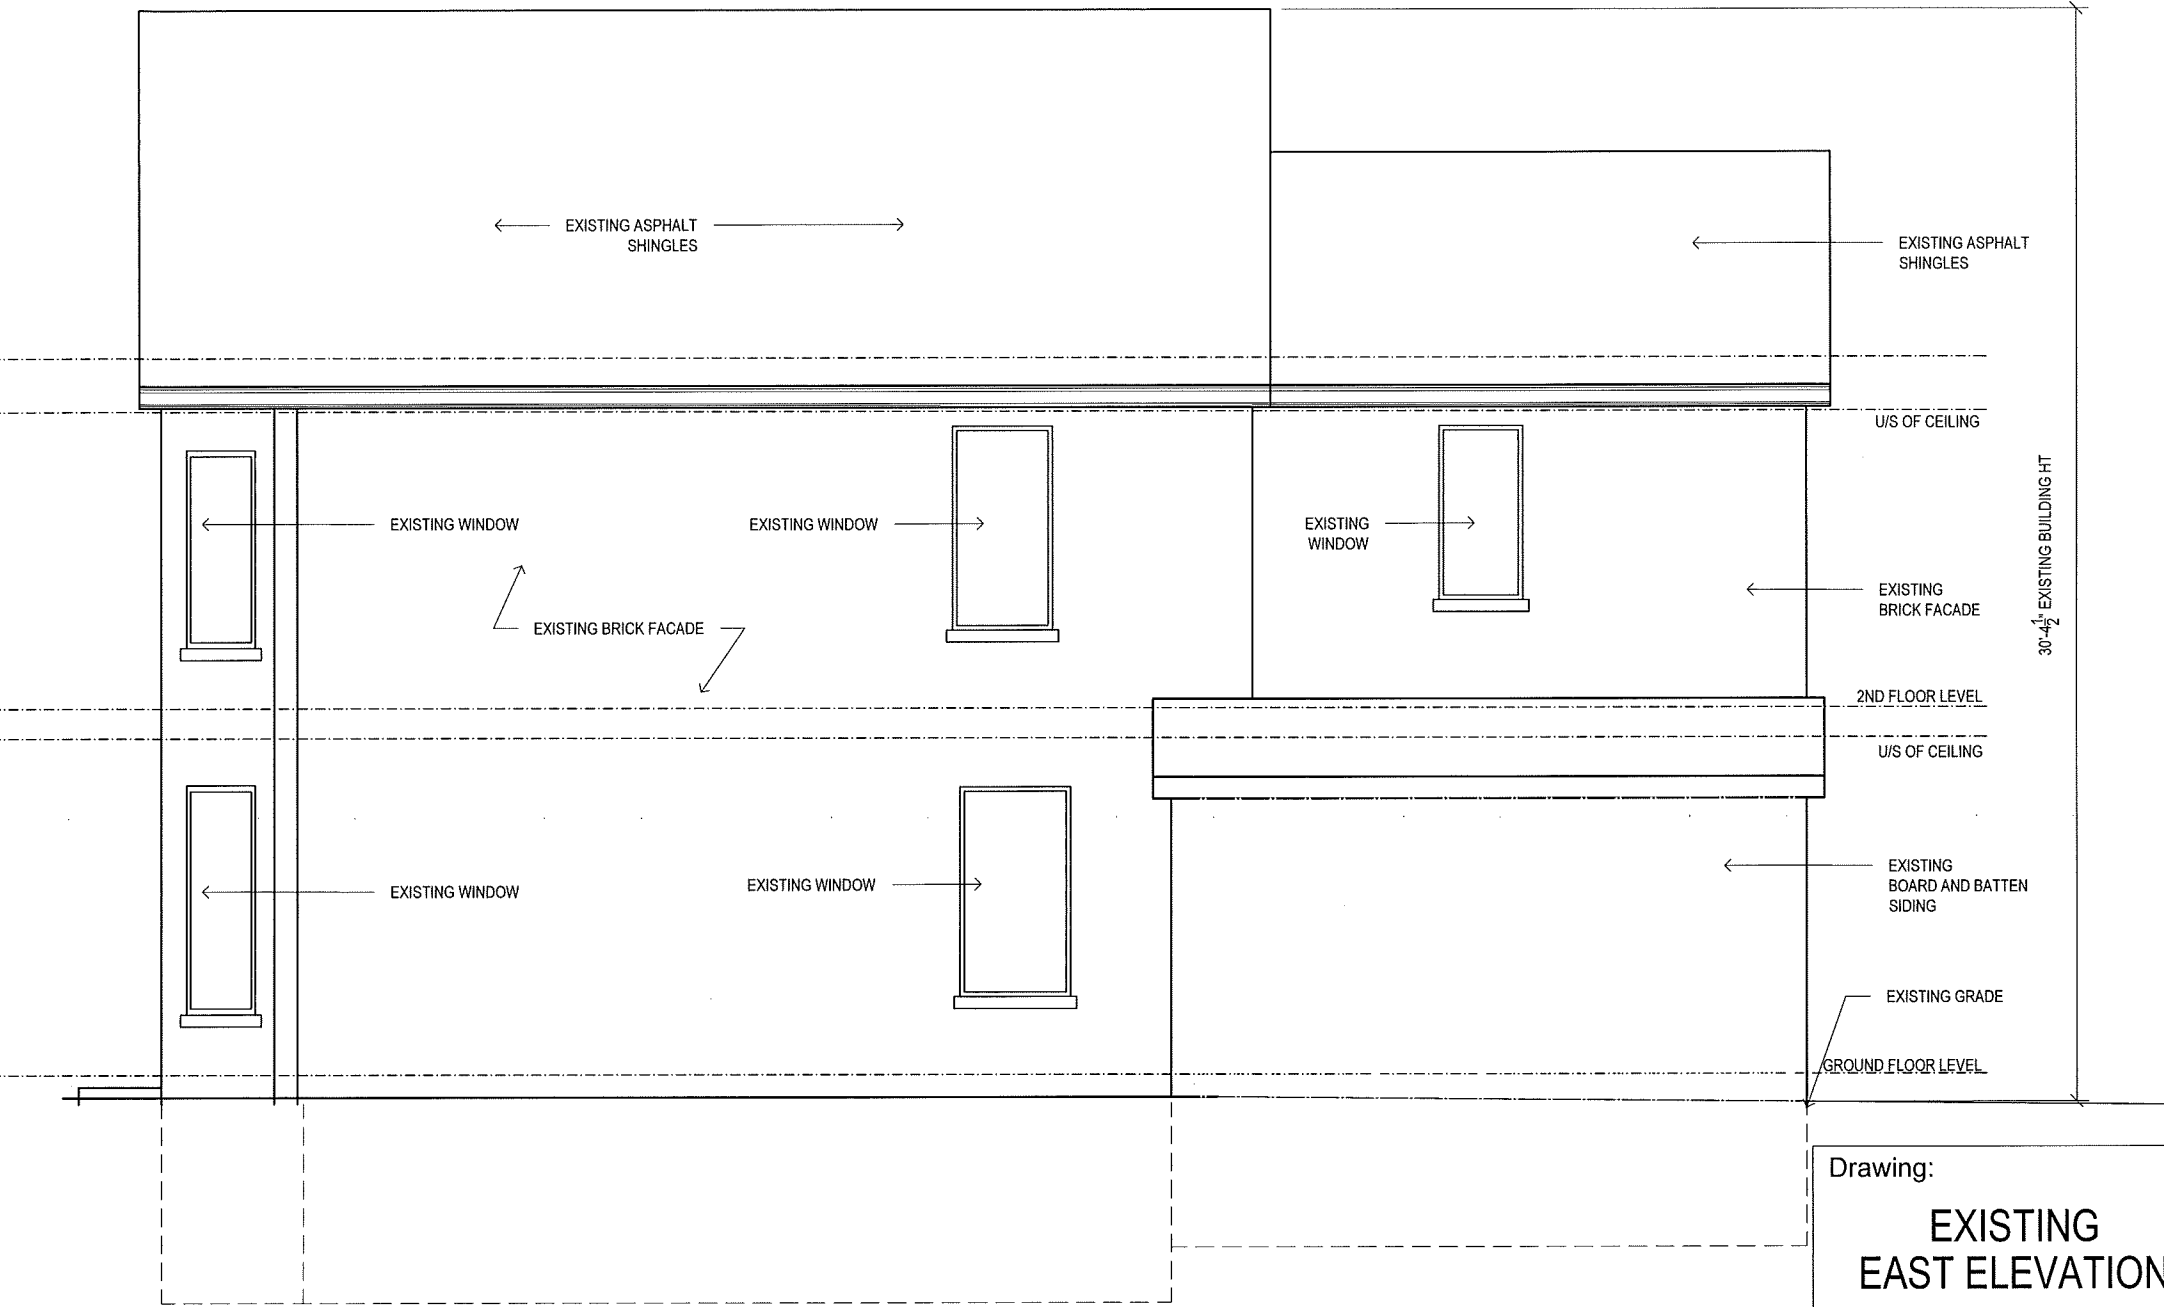 EXISTING ASPHALT
SHINGLES
EXISTING ASPHALT
SHINGLES
U/S OF CEILING
EXISTING WINDOW
EXISTING WINDOW
EXISTING
WINDOW
30'-4 1/2" EXISTING BUILDING HT
EXISTING
BRICK FACADE
EXISTING BRICK FACADE
2ND FLOOR LEVEL
U/S OF CEILING
EXISTING WINDOW
EXISTING WINDOW
EXISTING
BOARD AND BATTEN
SIDING
EXISTING GRADE
GROUND FLOOR LEVEL
Drawing:
EXISTING
EAST ELEVATION